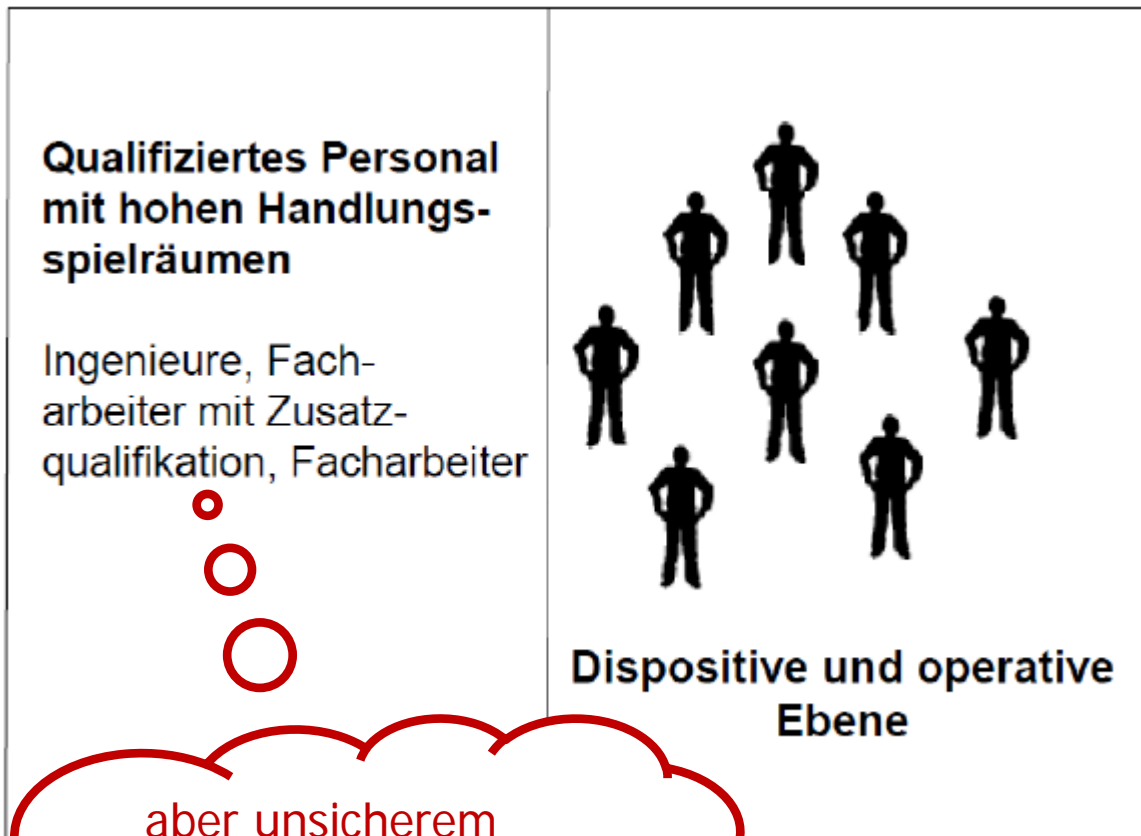 Qualifiziertes Personal
mit hohen Handlungs-
spielräumen
Ingenieure, Fach-
arbeiter mit Zusatz-
qualifikation, Facharbeiter
Dispositive und operative
Ebene
aber unsicherem